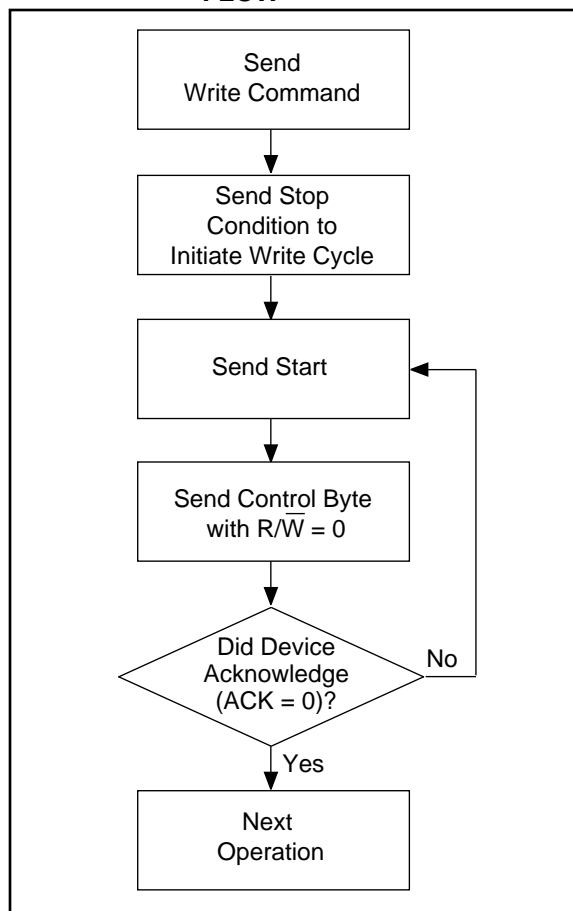 Send
Write Command
Send Stop
Condition to
Initiate Write Cycle
Send Start
Send Control Byte
with R/W̅ = 0
Did Device
Acknowledge
(ACK = 0)?
No
Yes
Next
Operation